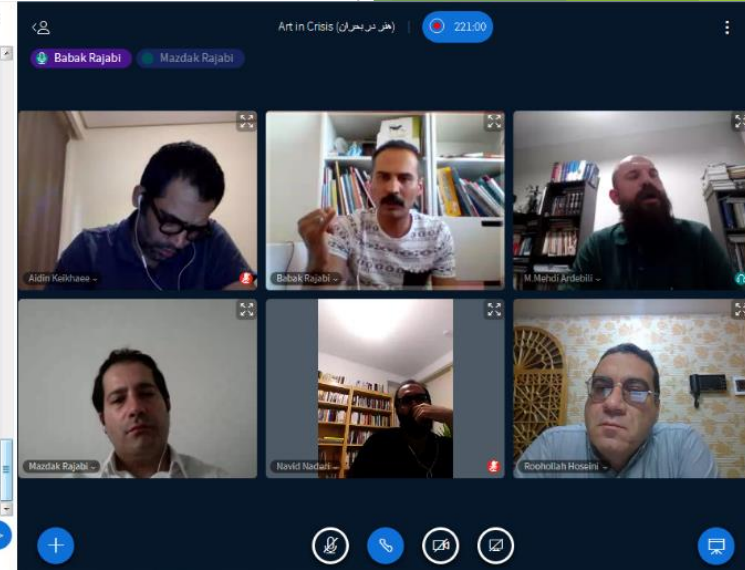 Art in Crisis (هنر در بحران)
221:00
Babak Rajabi
Mazdak Rajabi
Aidin Keikhaee
Babak Rajabi
M.Mehdi Ardebili
Mazdak Rajabi
Navid Naderi
Roohollah Hoseini